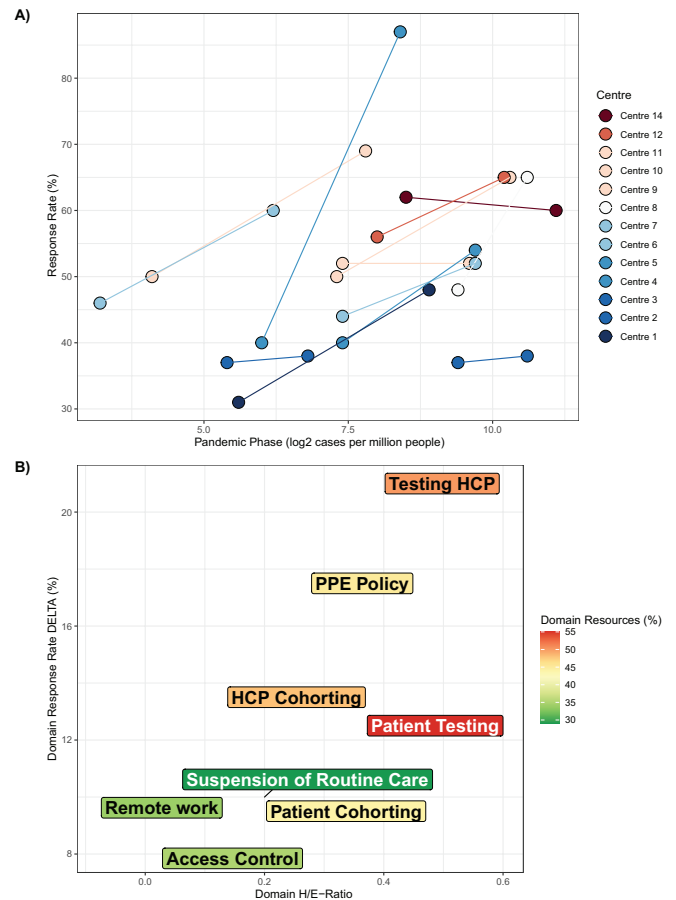 A)
Response Rate (%)
80
70
60
50
40
30
5.0
7.5
10.0
Pandemic Phase (log2 cases per million people)
Centre
Centre 14
Centre 12
Centre 11
Centre 10
Centre 9
Centre 8
Centre 7
Centre 6
Centre 5
Centre 4
Centre 3
Centre 2
Centre 1
B)
Domain Response Rate DELTA (%)
20
16
12
8
Testing HCP
PPE Policy
HCP Cohorting
Patient Testing
Suspension of Routine Care
Remote work
Patient Cohorting
Access Control
0.0
0.2
0.4
0.6
Domain H/E−Ratio
Domain Resources (%)
55
50
45
40
35
30